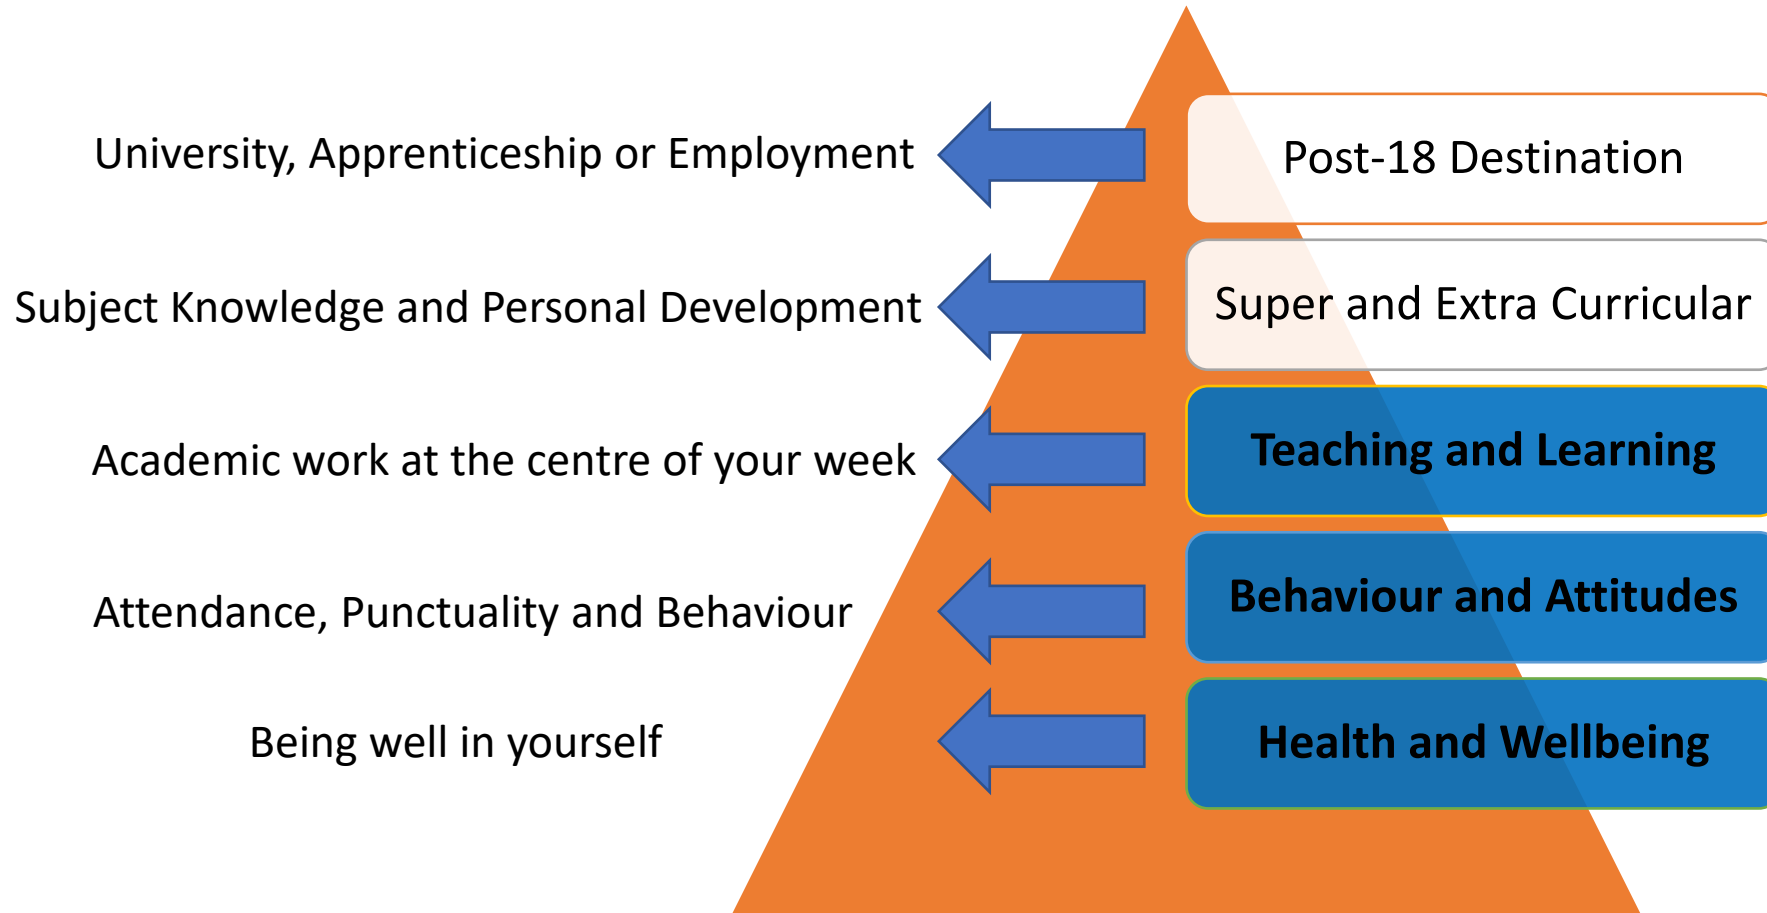 University, Apprenticeship or Employment
Post-18 Destination
Subject Knowledge and Personal Development
Super and Extra Curricular
Academic work at the centre of your week
Teaching and Learning
Attendance, Punctuality and Behaviour
Behaviour and Attitudes
Being well in yourself
Health and Wellbeing